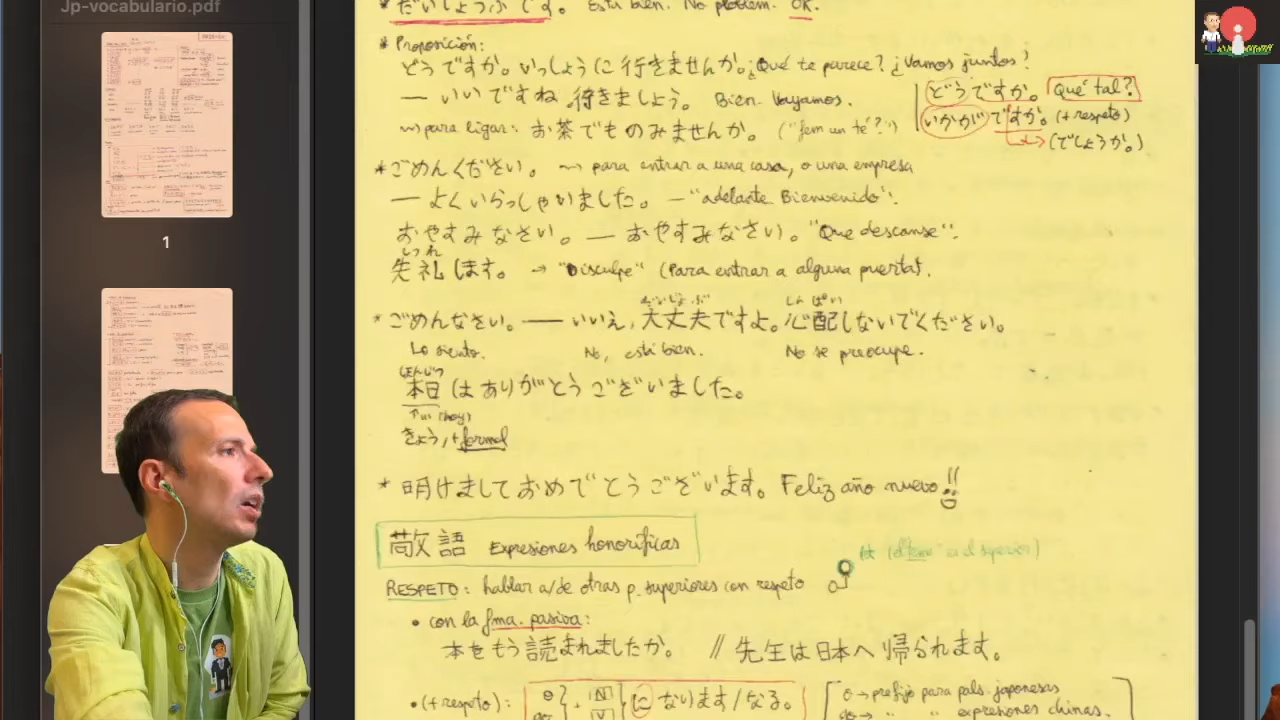 Jp-vocabulario.pdf
1
* だいじょうぶです。 Está bien. No problem. OK.
* Proposición:
どうですか。いっしょうに行きませんか。¿Qué te parece? ¿Vamos juntos?
— いいですね。行きましょう。 Bien. Vayamos.
どうですか。 Qué tal?
いかがですか. (+ respeto)
→ (でしょうか。)
~> para ligar: お茶でものみませんか。 ("fem un té?")
* ごめんください。 ~> para entrar a una casa, o una empresa
— よくいらっしゃいました。 — "adelante. Bienvenido".
おやすみなさい。 — おやすみなさい。 "Que descanse".
しつれ
失礼します。 → "Disculpe" (Para entrar a alguna puerta).
だいじょぶ しんぱい
* ごめんなさい。— いいえ, 大丈夫ですよ。心配しないでください。
Lo siento. No, está bien. No se preocupe.
ほんじつ
本日はありがとうございました。
(hoy)
きょう, + formal
* 明けましておめでとうございます。 Feliz año nuevo!!
敬語 Expresiones honoríficas
RESPETO: hablar a/de otras p. superiores con respeto
al superior)
• con la fma. pasiva:
本をもう読まれましたか。 // 先生は日本へ帰られます。
• (+ respeto): お ご } + N V } になります/なる。
お → prefijo para pals. japonesas
ご → " " expresiones chinas.